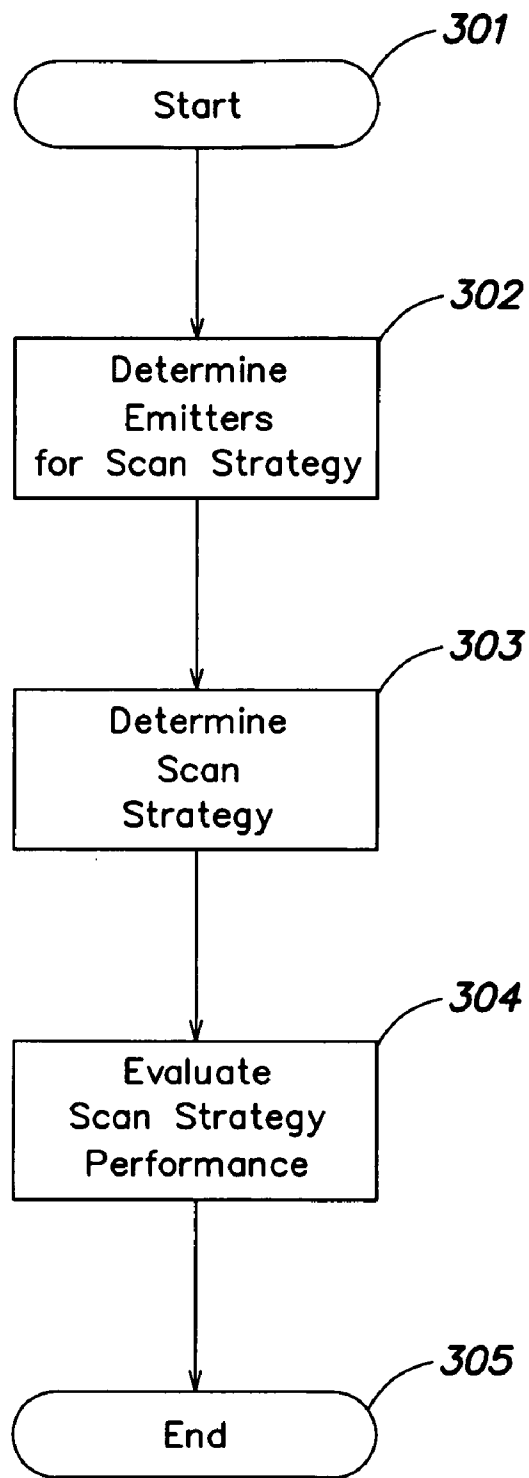 301
Start
302
Determine
Emitters
for Scan Strategy
303
Determine
Scan
Strategy
304
Evaluate
Scan Strategy
Performance
305
End